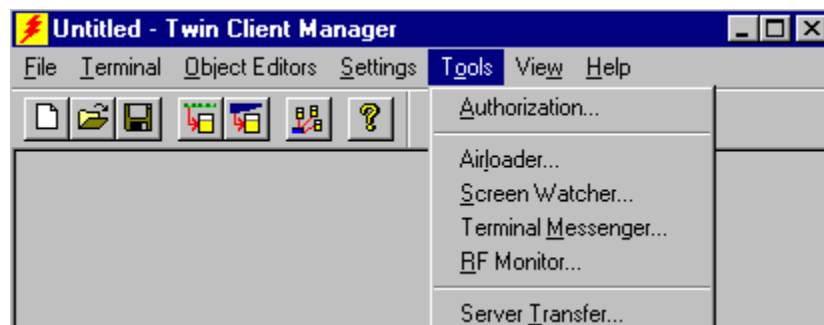 Untitled - Twin Client Manager
File Terminal Object Editors Settings Tools View Help
Authorization...
Airloader...
Screen Watcher...
Terminal Messenger...
RF Monitor...
Server Transfer...